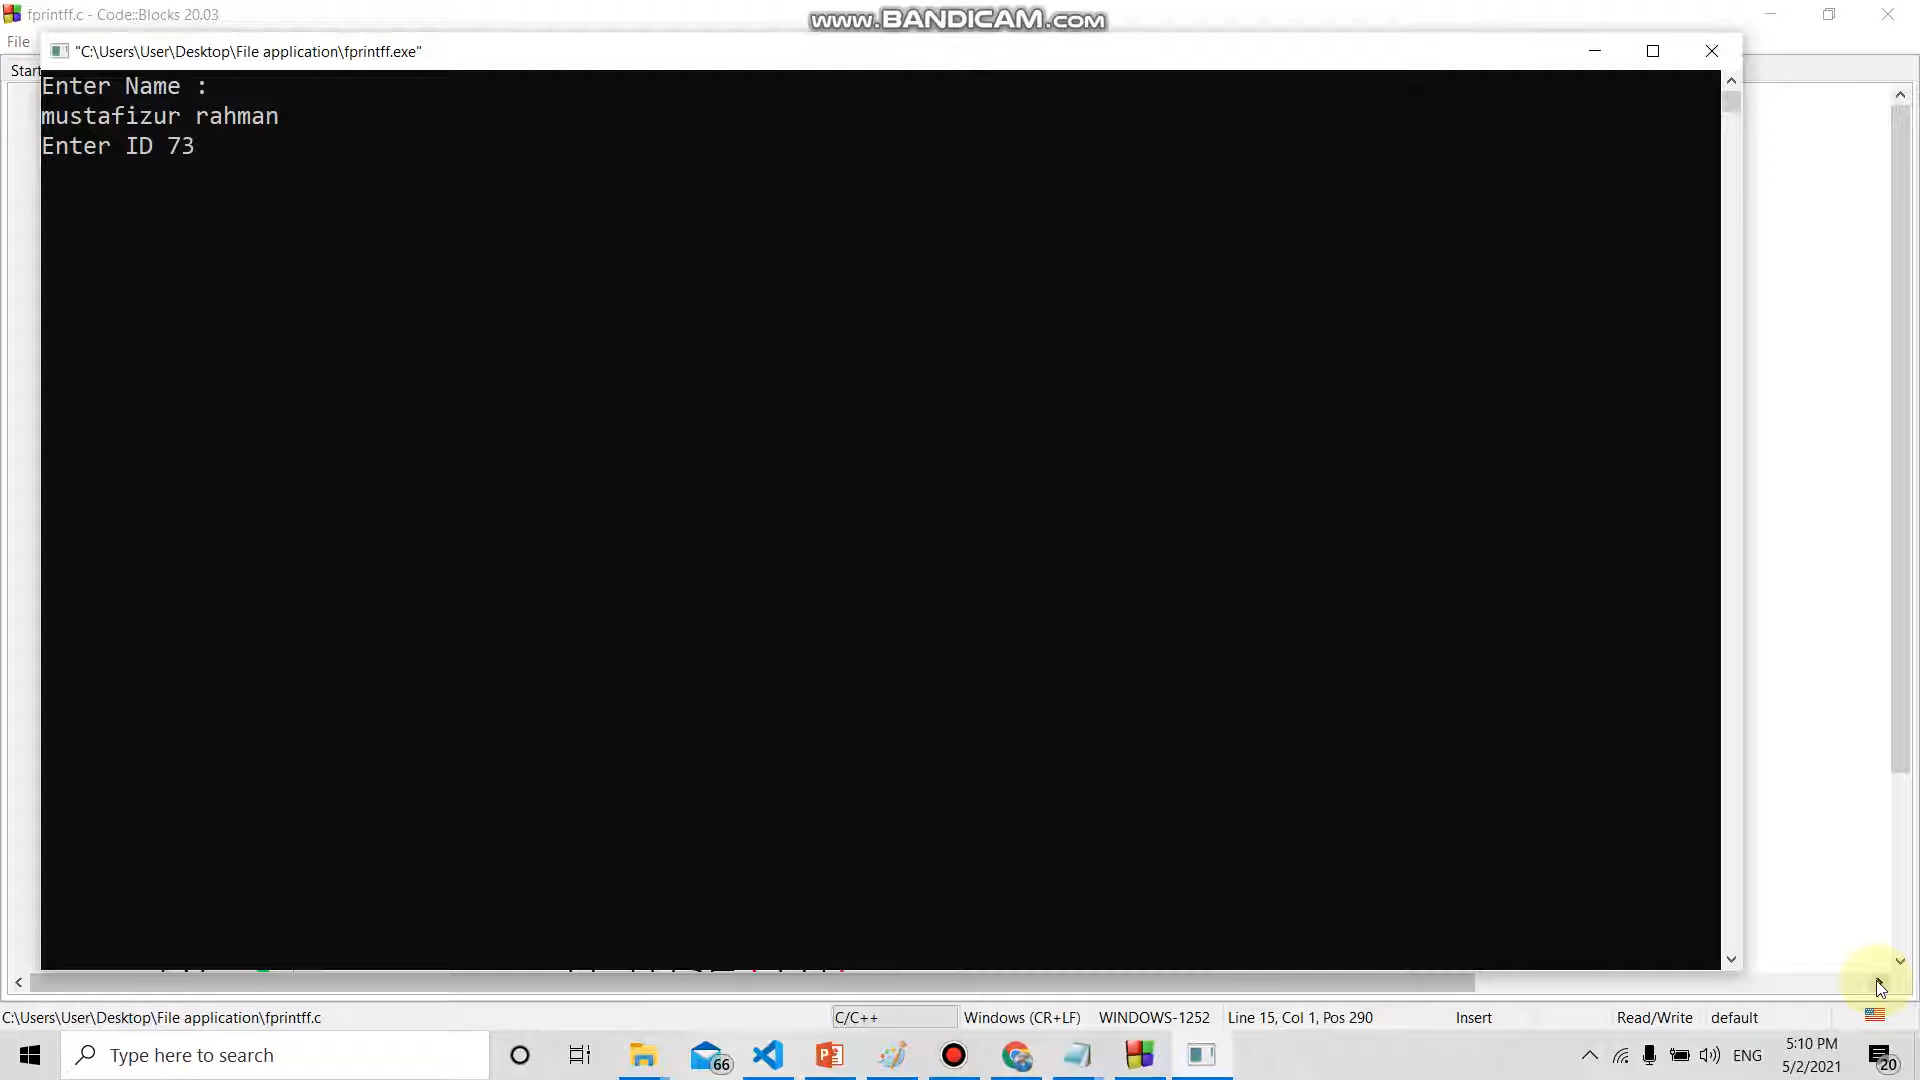 fprintff.c - Code::Blocks 20.03
www.BANDICAM.com
File
"C:\Users\User\Desktop\File application\fprintff.exe"
Start
Enter Name :
mustafizur rahman
Enter ID 73
C:\Users\User\Desktop\File application\fprintff.c
C/C++
Windows (CR+LF)
WINDOWS-1252
Line 15, Col 1, Pos 290
Insert
Read/Write
default
Type here to search
66
ENG
5:10 PM
5/2/2021
20